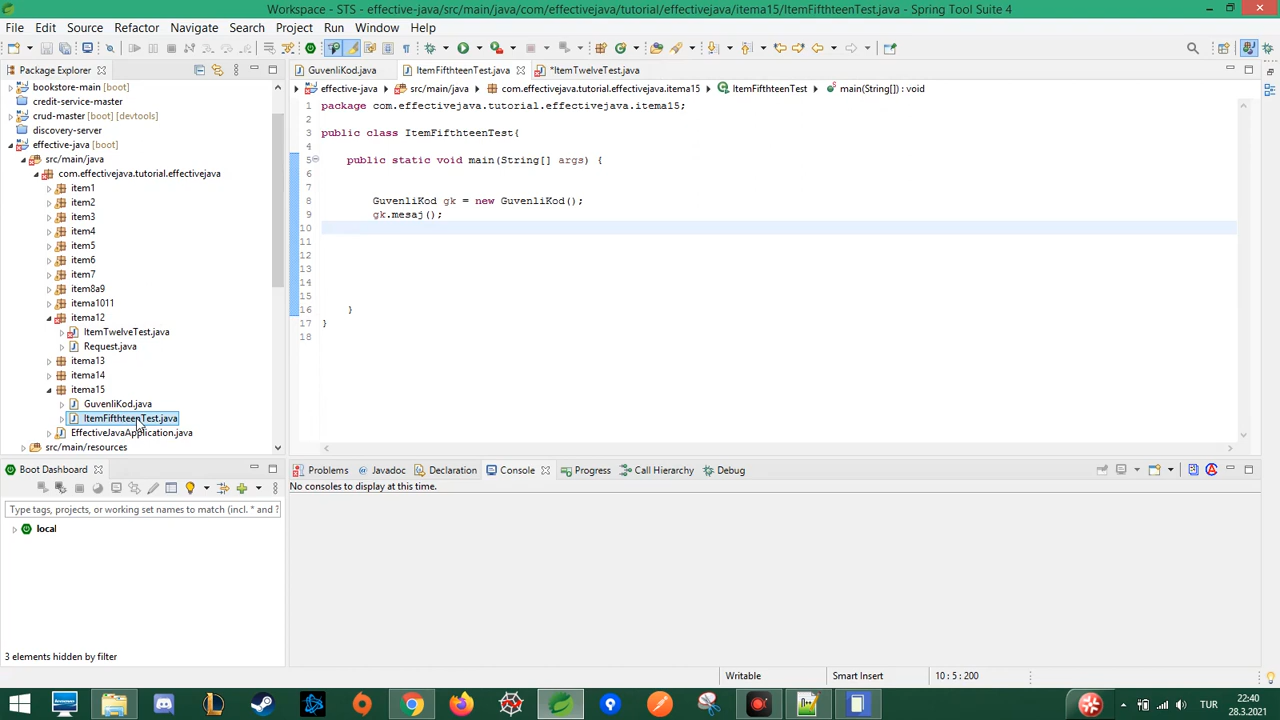 Workspace - STS - effective-java/src/main/java/com/effectivejava/tutorial/effectivejava/itema15/ItemFifthteenTest.java - Spring Tool Suite 4
File Edit Source Refactor Navigate Search Project Run Window Help
Package Explorer
GuvenliKod.java
ItemFifthteenTest.java
*ItemTwelveTest.java
bookstore-main [boot]
credit-service-master
crud-master [boot] [devtools]
discovery-server
effective-java [boot]
src/main/java
com.effectivejava.tutorial.effectivejava
item1
item2
item3
item4
item5
item6
item7
item8a9
itema1011
itema12
ItemTwelveTest.java
Request.java
itema13
itema14
itema15
GuvenliKod.java
ItemFifthteenTest.java
EffectiveJavaApplication.java
src/main/resources
effective-java src/main/java com.effectivejava.tutorial.effectivejava.itema15 ItemFifthteenTest main(String[]) : void
1 package com.effectivejava.tutorial.effectivejava.itema15;
2
3 public class ItemFifthteenTest{
4
5 public static void main(String[] args) {
6
7
8 GuvenliKod gk = new GuvenliKod();
9 gk.mesaj();
10
11
12
13
14
15
16 }
17 }
18
Boot Dashboard
Type tags, projects, or working set names to match (incl. * and ?
local
3 elements hidden by filter
Problems Javadoc Declaration Console Progress Call Hierarchy Debug
No consoles to display at this time.
Writable Smart Insert 10 : 5 : 200
TUR
22:40
28.3.2021